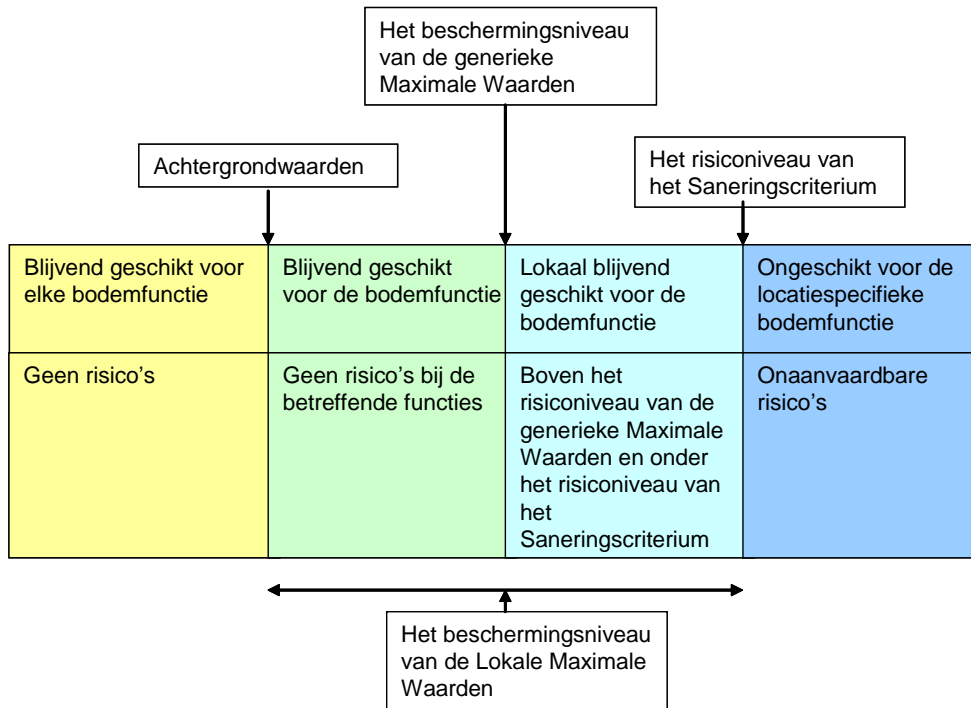 Het beschermingsniveau
van de generieke
Maximale Waarden
Achtergrondwaarden
Het risiconiveau van
het Saneringscriterium
Blijvend geschikt voor
elke bodemfunctie
Blijvend geschikt
voor de bodemfunctie
Lokaal blijvend
geschikt voor de
bodemfunctie
Ongeschikt voor de
locatiespecifieke
bodemfunctie
Geen risico’s
Geen risico’s bij de
betreffende functies
Boven het
risiconiveau van de
generieke Maximale
Waarden en onder
het risiconiveau van
het
Saneringscriterium
Onaanvaardbare
risico’s
Het beschermingsniveau
van de Lokale Maximale
Waarden